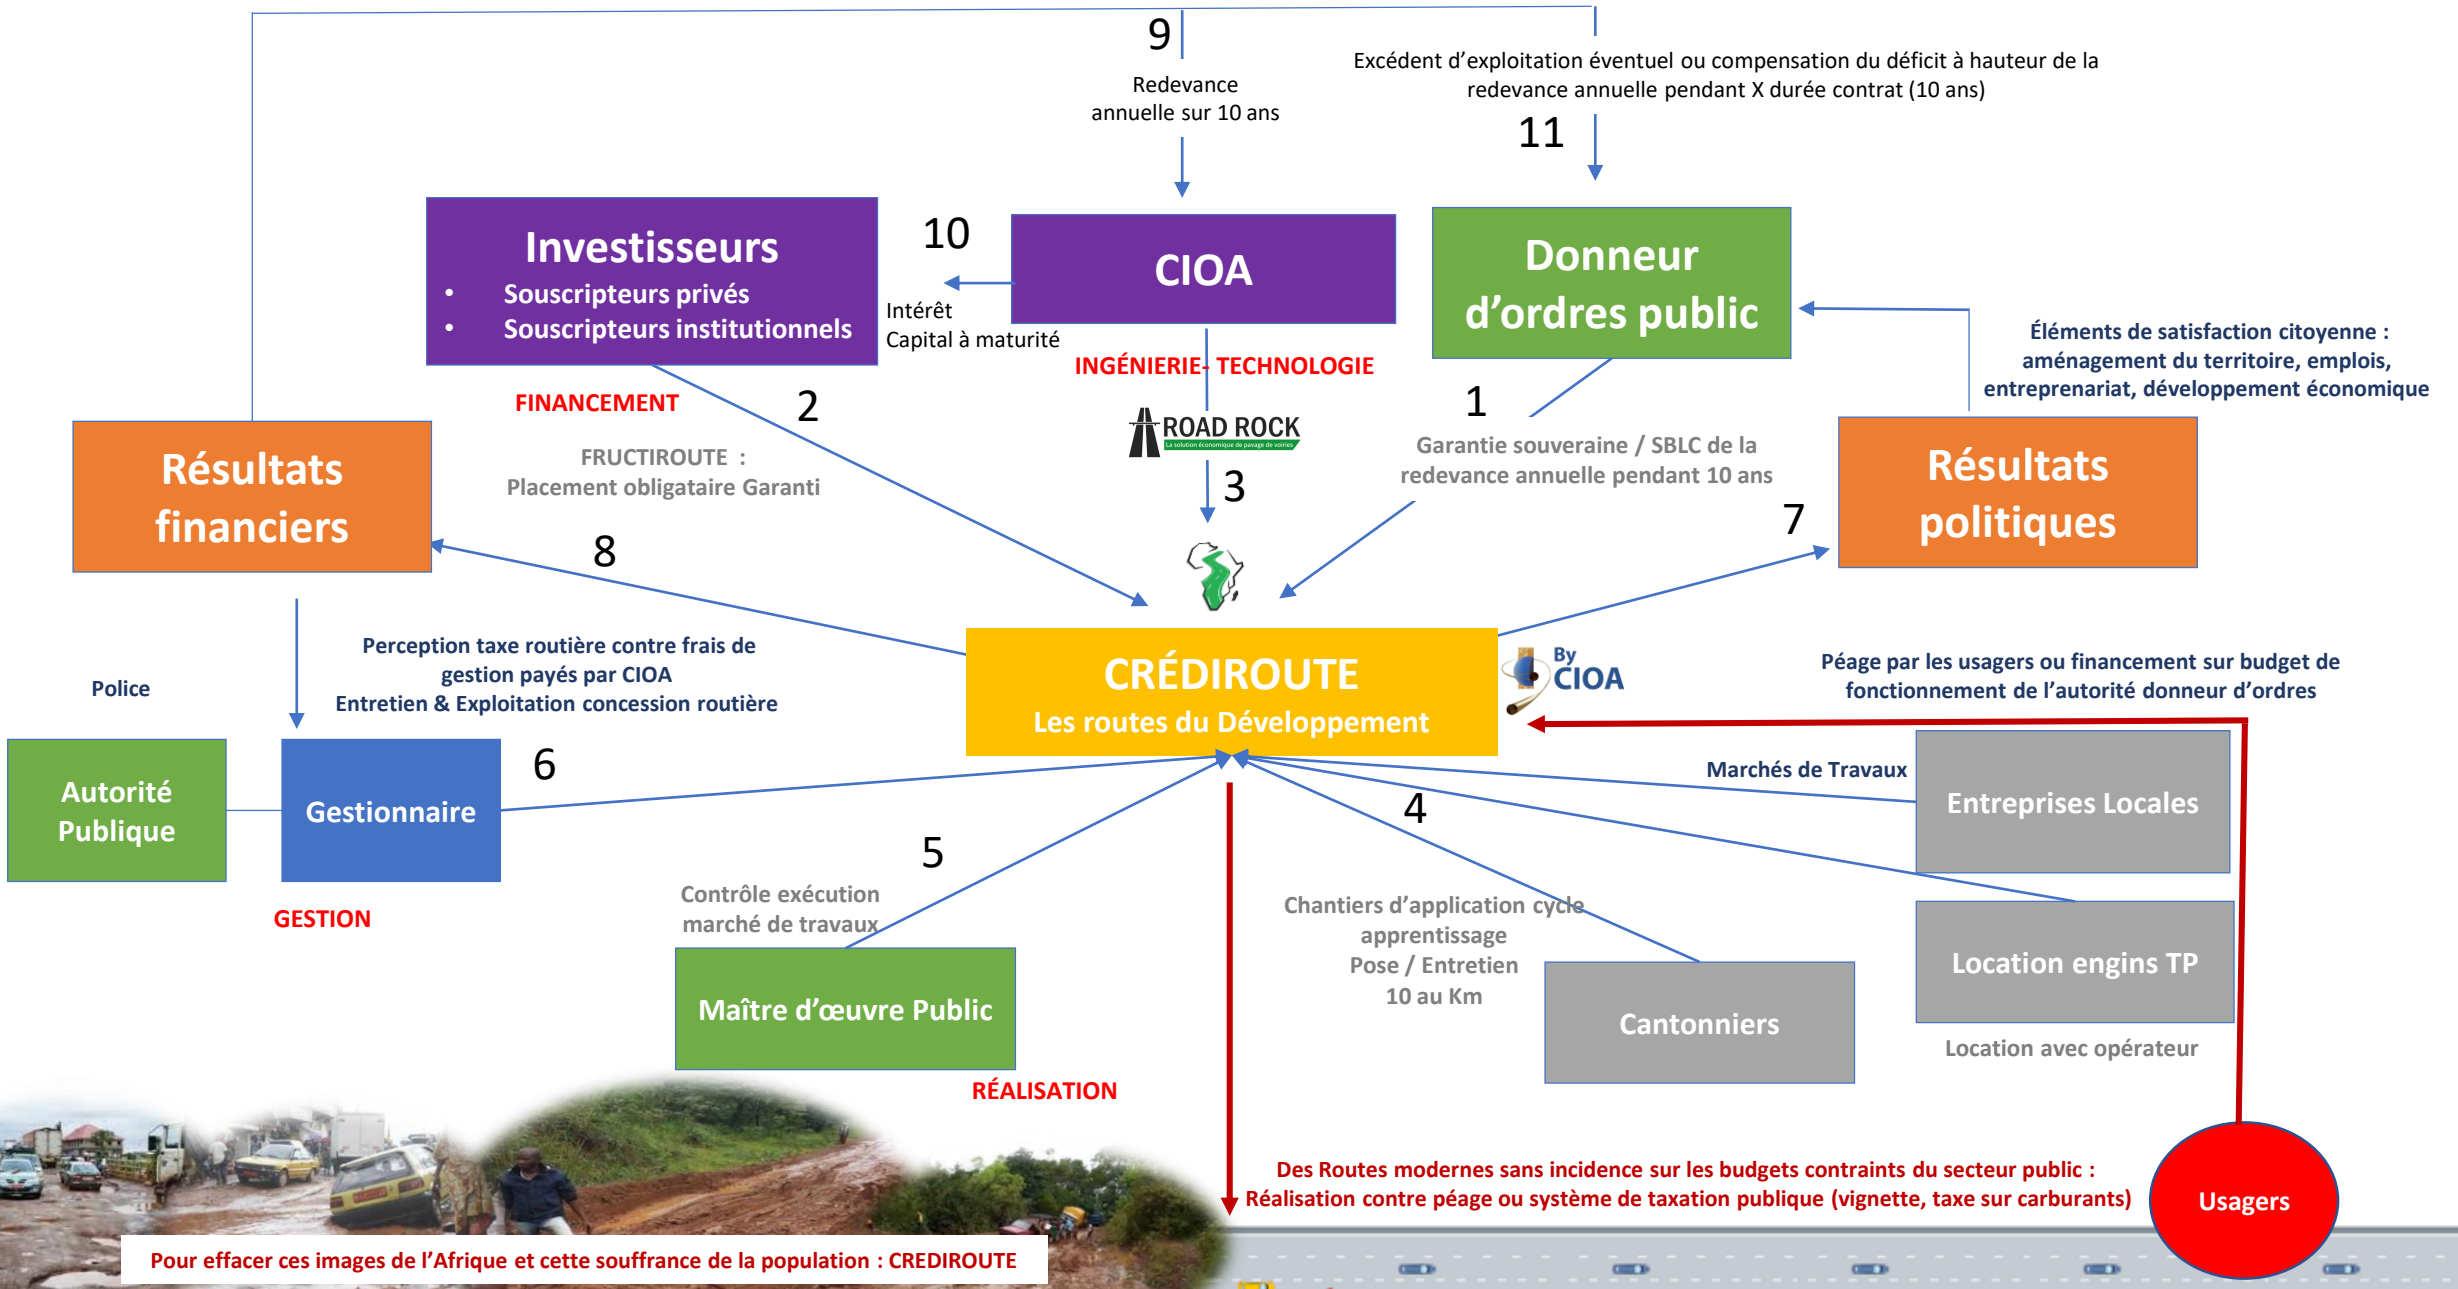 9
Redevance
annuelle sur 10 ans
Excédent d’exploitation éventuel ou compensation du déficit à hauteur de la
redevance annuelle pendant X durée contrat (10 ans)
11
Investisseurs
• Souscripteurs privés
• Souscripteurs institutionnels
10
Intérêt
Capital à maturité
CIOA
Donneur
d’ordres public
Éléments de satisfaction citoyenne :
aménagement du territoire, emplois,
entreprenariat, développement économique
INGÉNIERIE- TECHNOLOGIE
FINANCEMENT
2
1
ROAD ROCK
La solution économique de pavage de voiries
FRUCTIROUTE :
Placement obligataire Garanti
Garantie souveraine / SBLC de la
redevance annuelle pendant 10 ans
Résultats
financiers
3
Résultats
politiques
8
7
Perception taxe routière contre frais de
gestion payés par CIOA
Entretien & Exploitation concession routière
Police
CRÉDIROUTE
Les routes du Développement
By
CIOA
Péage par les usagers ou financement sur budget de
fonctionnement de l’autorité donneur d’ordres
Autorité
Publique
Gestionnaire
6
Marchés de Travaux
Entreprises Locales
4
5
GESTION
Contrôle exécution
marché de travaux
Chantiers d’application cycle
apprentissage
Pose / Entretien
10 au Km
Location engins TP
Maître d’œuvre Public
Cantonniers
Location avec opérateur
RÉALISATION
Des Routes modernes sans incidence sur les budgets contraints du secteur public :
Réalisation contre péage ou système de taxation publique (vignette, taxe sur carburants)
Usagers
Pour effacer ces images de l’Afrique et cette souffrance de la population : CREDIROUTE